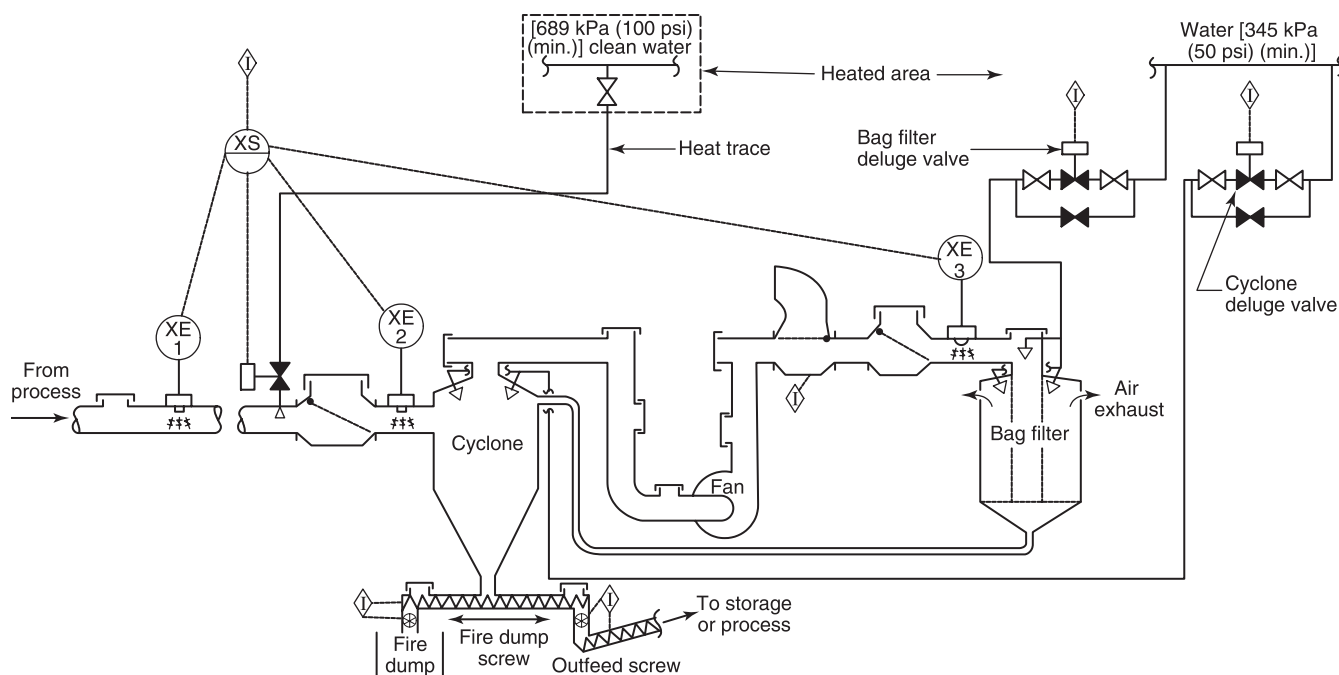 [689 kPa (100 psi)
(min.)] clean water
Water [345 kPa
(50 psi) (min.)]
I
Heated area
I
I
XS
Heat trace
Bag filter
deluge valve
XE
3
Cyclone
deluge valve
XE
1
XE
2
From
process
I
Air
exhaust
Cyclone
Bag filter
Fan
I
I
To storage
or process
Fire
dump
Fire dump
screw
Outfeed screw